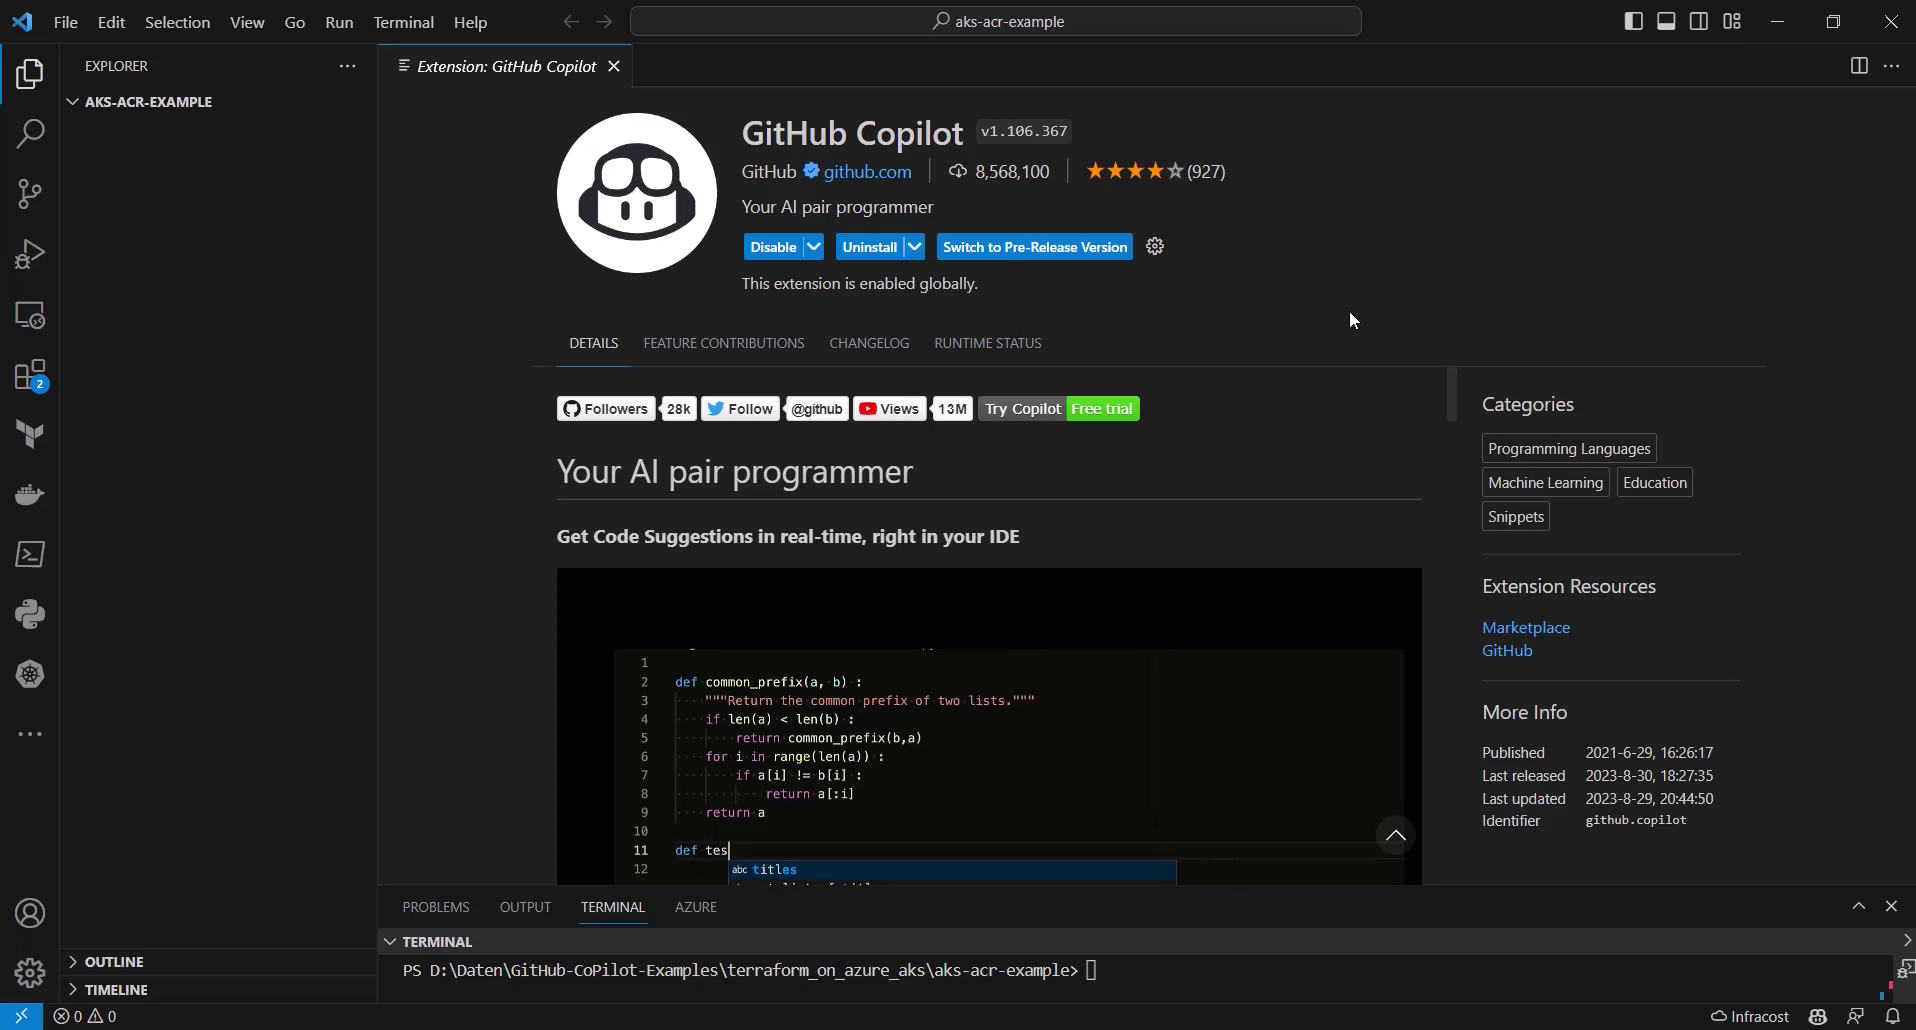 File Edit Selection View Go Run Terminal Help
aks-acr-example
EXPLORER
AKS-ACR-EXAMPLE
OUTLINE
TIMELINE
2
Extension: GitHub Copilot
GitHub Copilot v1.106.367
GitHub github.com 8,568,100 (927)
Your AI pair programmer
Disable Uninstall Switch to Pre-Release Version
This extension is enabled globally.
DETAILS FEATURE CONTRIBUTIONS CHANGELOG RUNTIME STATUS
Followers 28k Follow @github Views 13M Try Copilot Free trial
Your AI pair programmer
Get Code Suggestions in real-time, right in your IDE
1
2 def common_prefix(a, b) :
3 """Return the common prefix of two lists."""
4 if len(a) < len(b) :
5 return common_prefix(b,a)
6 for i in range(len(a)) :
7 if a[i] != b[i] :
8 return a[:i]
9 return a
10
11 def tes
12 abc titles
Categories
Programming Languages
Machine Learning Education
Snippets
Extension Resources
Marketplace
GitHub
More Info
Published 2021-6-29, 16:26:17
Last released 2023-8-30, 18:27:35
Last updated 2023-8-29, 20:44:50
Identifier github.copilot
PROBLEMS OUTPUT TERMINAL AZURE
TERMINAL
PS D:\Daten\GitHub-CoPilot-Examples\terraform_on_azure_aks\aks-acr-example>
0 0 Infracost